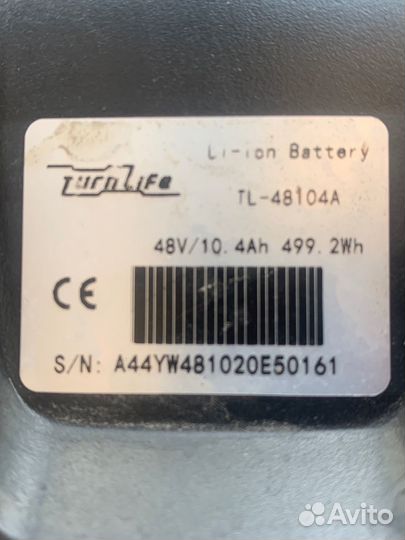 Li-ion Battery
TurnLife
TL-48104A
48V/10.4Ah 499.2Wh
CE
S/N: A44YW481020E50161
Avito